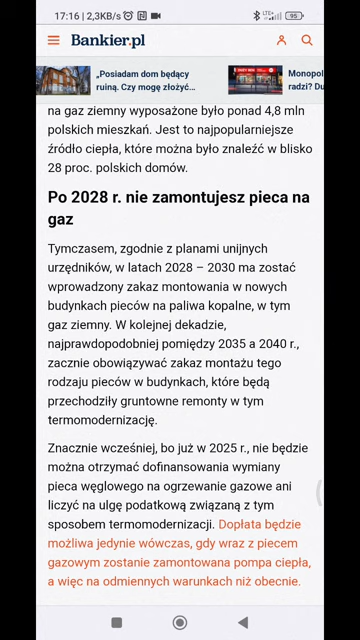 17:16 | 2,3KB/s
LTE
95
Bankier.pl
„Posiadam dom będący
ruiną. Czy mogę złożyć…
Monopol
radzi? Du
na gaz ziemny wyposażone było ponad 4,8 mln
polskich mieszkań. Jest to najpopularniejsze
źródło ciepła, które można było znaleźć w blisko
28 proc. polskich domów.
Po 2028 r. nie zamontujesz pieca na
gaz
Tymczasem, zgodnie z planami unijnych
urzędników, w latach 2028 – 2030 ma zostać
wprowadzony zakaz montowania w nowych
budynkach pieców na paliwa kopalne, w tym
gaz ziemny. W kolejnej dekadzie,
najprawdopodobniej pomiędzy 2035 a 2040 r.,
zacznie obowiązywać zakaz montażu tego
rodzaju pieców w budynkach, które będą
przechodziły gruntowne remonty w tym
termomodernizację.
Znacznie wcześniej, bo już w 2025 r., nie będzie
można otrzymać dofinansowania wymiany
pieca węglowego na ogrzewanie gazowe ani
liczyć na ulgę podatkową związaną z tym
sposobem termomodernizacji. Dopłata będzie
możliwa jedynie wówczas, gdy wraz z piecem
gazowym zostanie zamontowana pompa ciepła,
a więc na odmiennych warunkach niż obecnie.